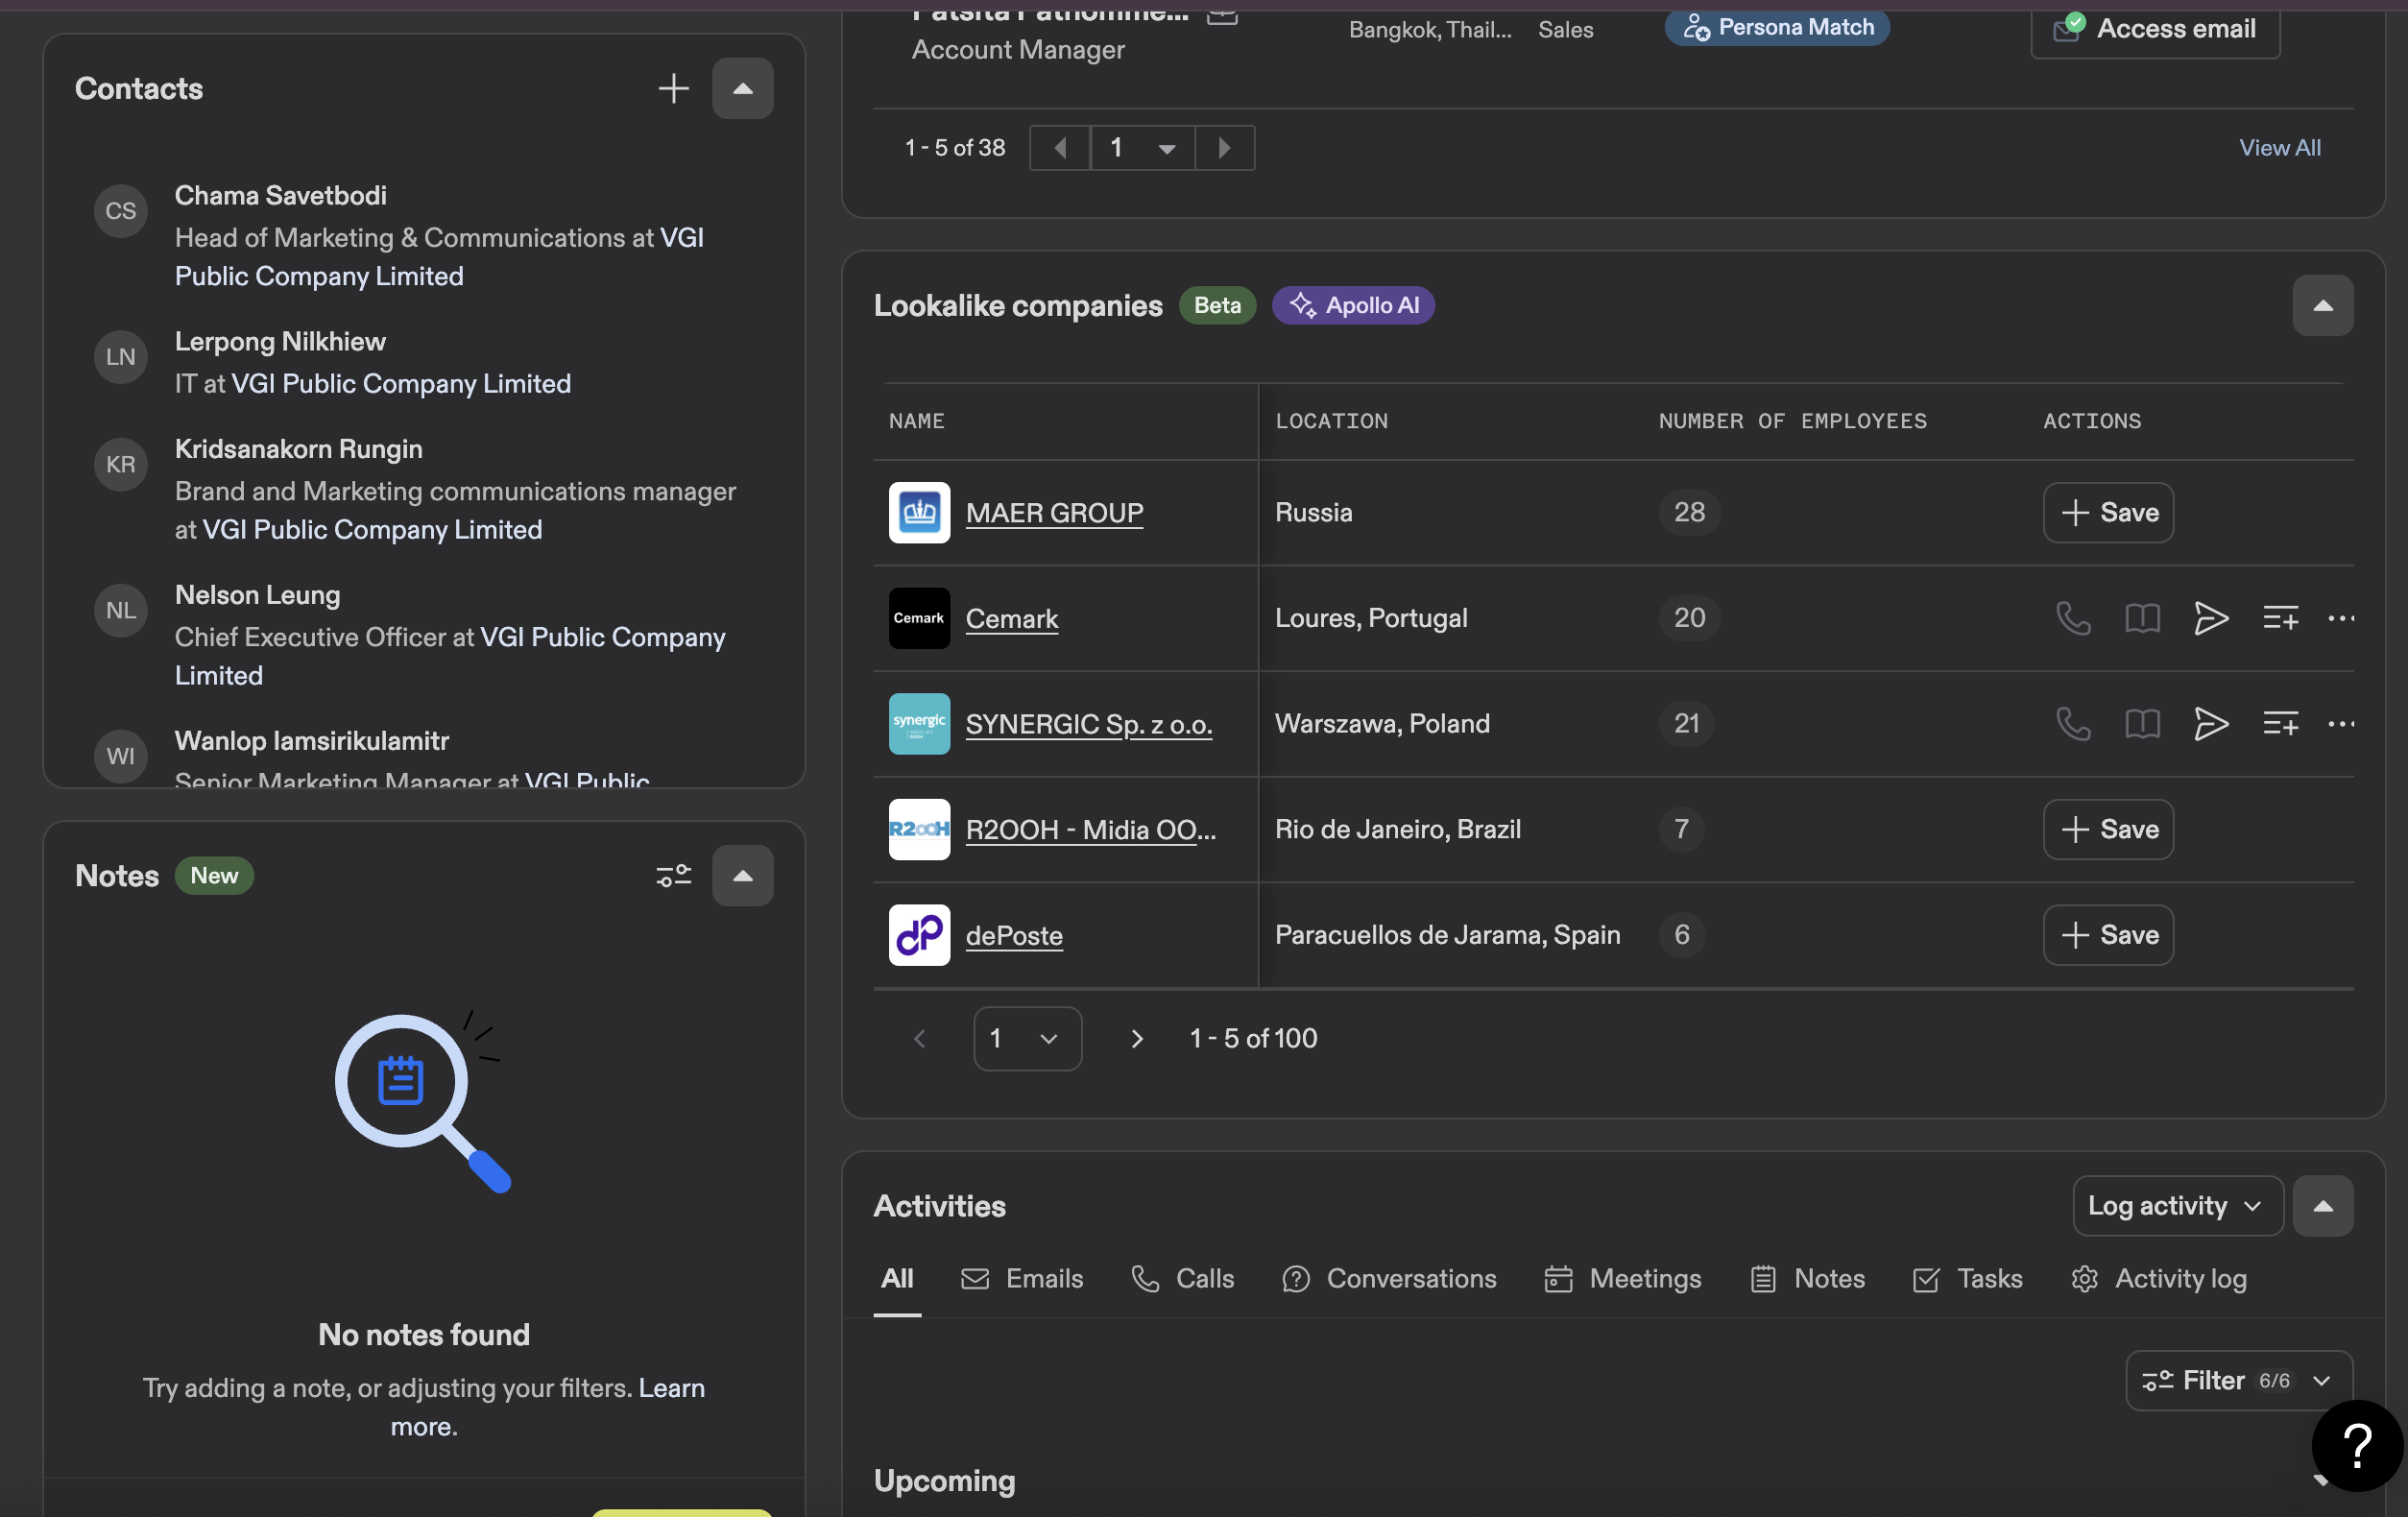 Contacts
CS
Chama Savetbodi
Head of Marketing & Communications at VGI
Public Company Limited
LN
Lerpong Nilkhiew
IT at VGI Public Company Limited
KR
Kridsanakorn Rungin
Brand and Marketing communications manager
at VGI Public Company Limited
NL
Nelson Leung
Chief Executive Officer at VGI Public Company
Limited
WI
Wanlop Iamsirikulamitr
Senior Marketing Manager at VGI Public
Notes New
No notes found
Try adding a note, or adjusting your filters. Learn
more.
Account Manager
Bangkok, Thail... Sales Persona Match Access email
1 - 5 of 38 1 View All
Lookalike companies Beta Apollo AI
NAME LOCATION NUMBER OF EMPLOYEES ACTIONS
MAER GROUP Russia 28 Save
Cemark Cemark Loures, Portugal 20
synergic SYNERGIC Sp. z o.o. Warszawa, Poland 21
R2OOH R2OOH - Midia OO... Rio de Janeiro, Brazil 7 Save
dP dePoste Paracuellos de Jarama, Spain 6 Save
1 1 - 5 of 100
Activities Log activity
All Emails Calls Conversations Meetings Notes Tasks Activity log
Filter 6/6
Upcoming
?